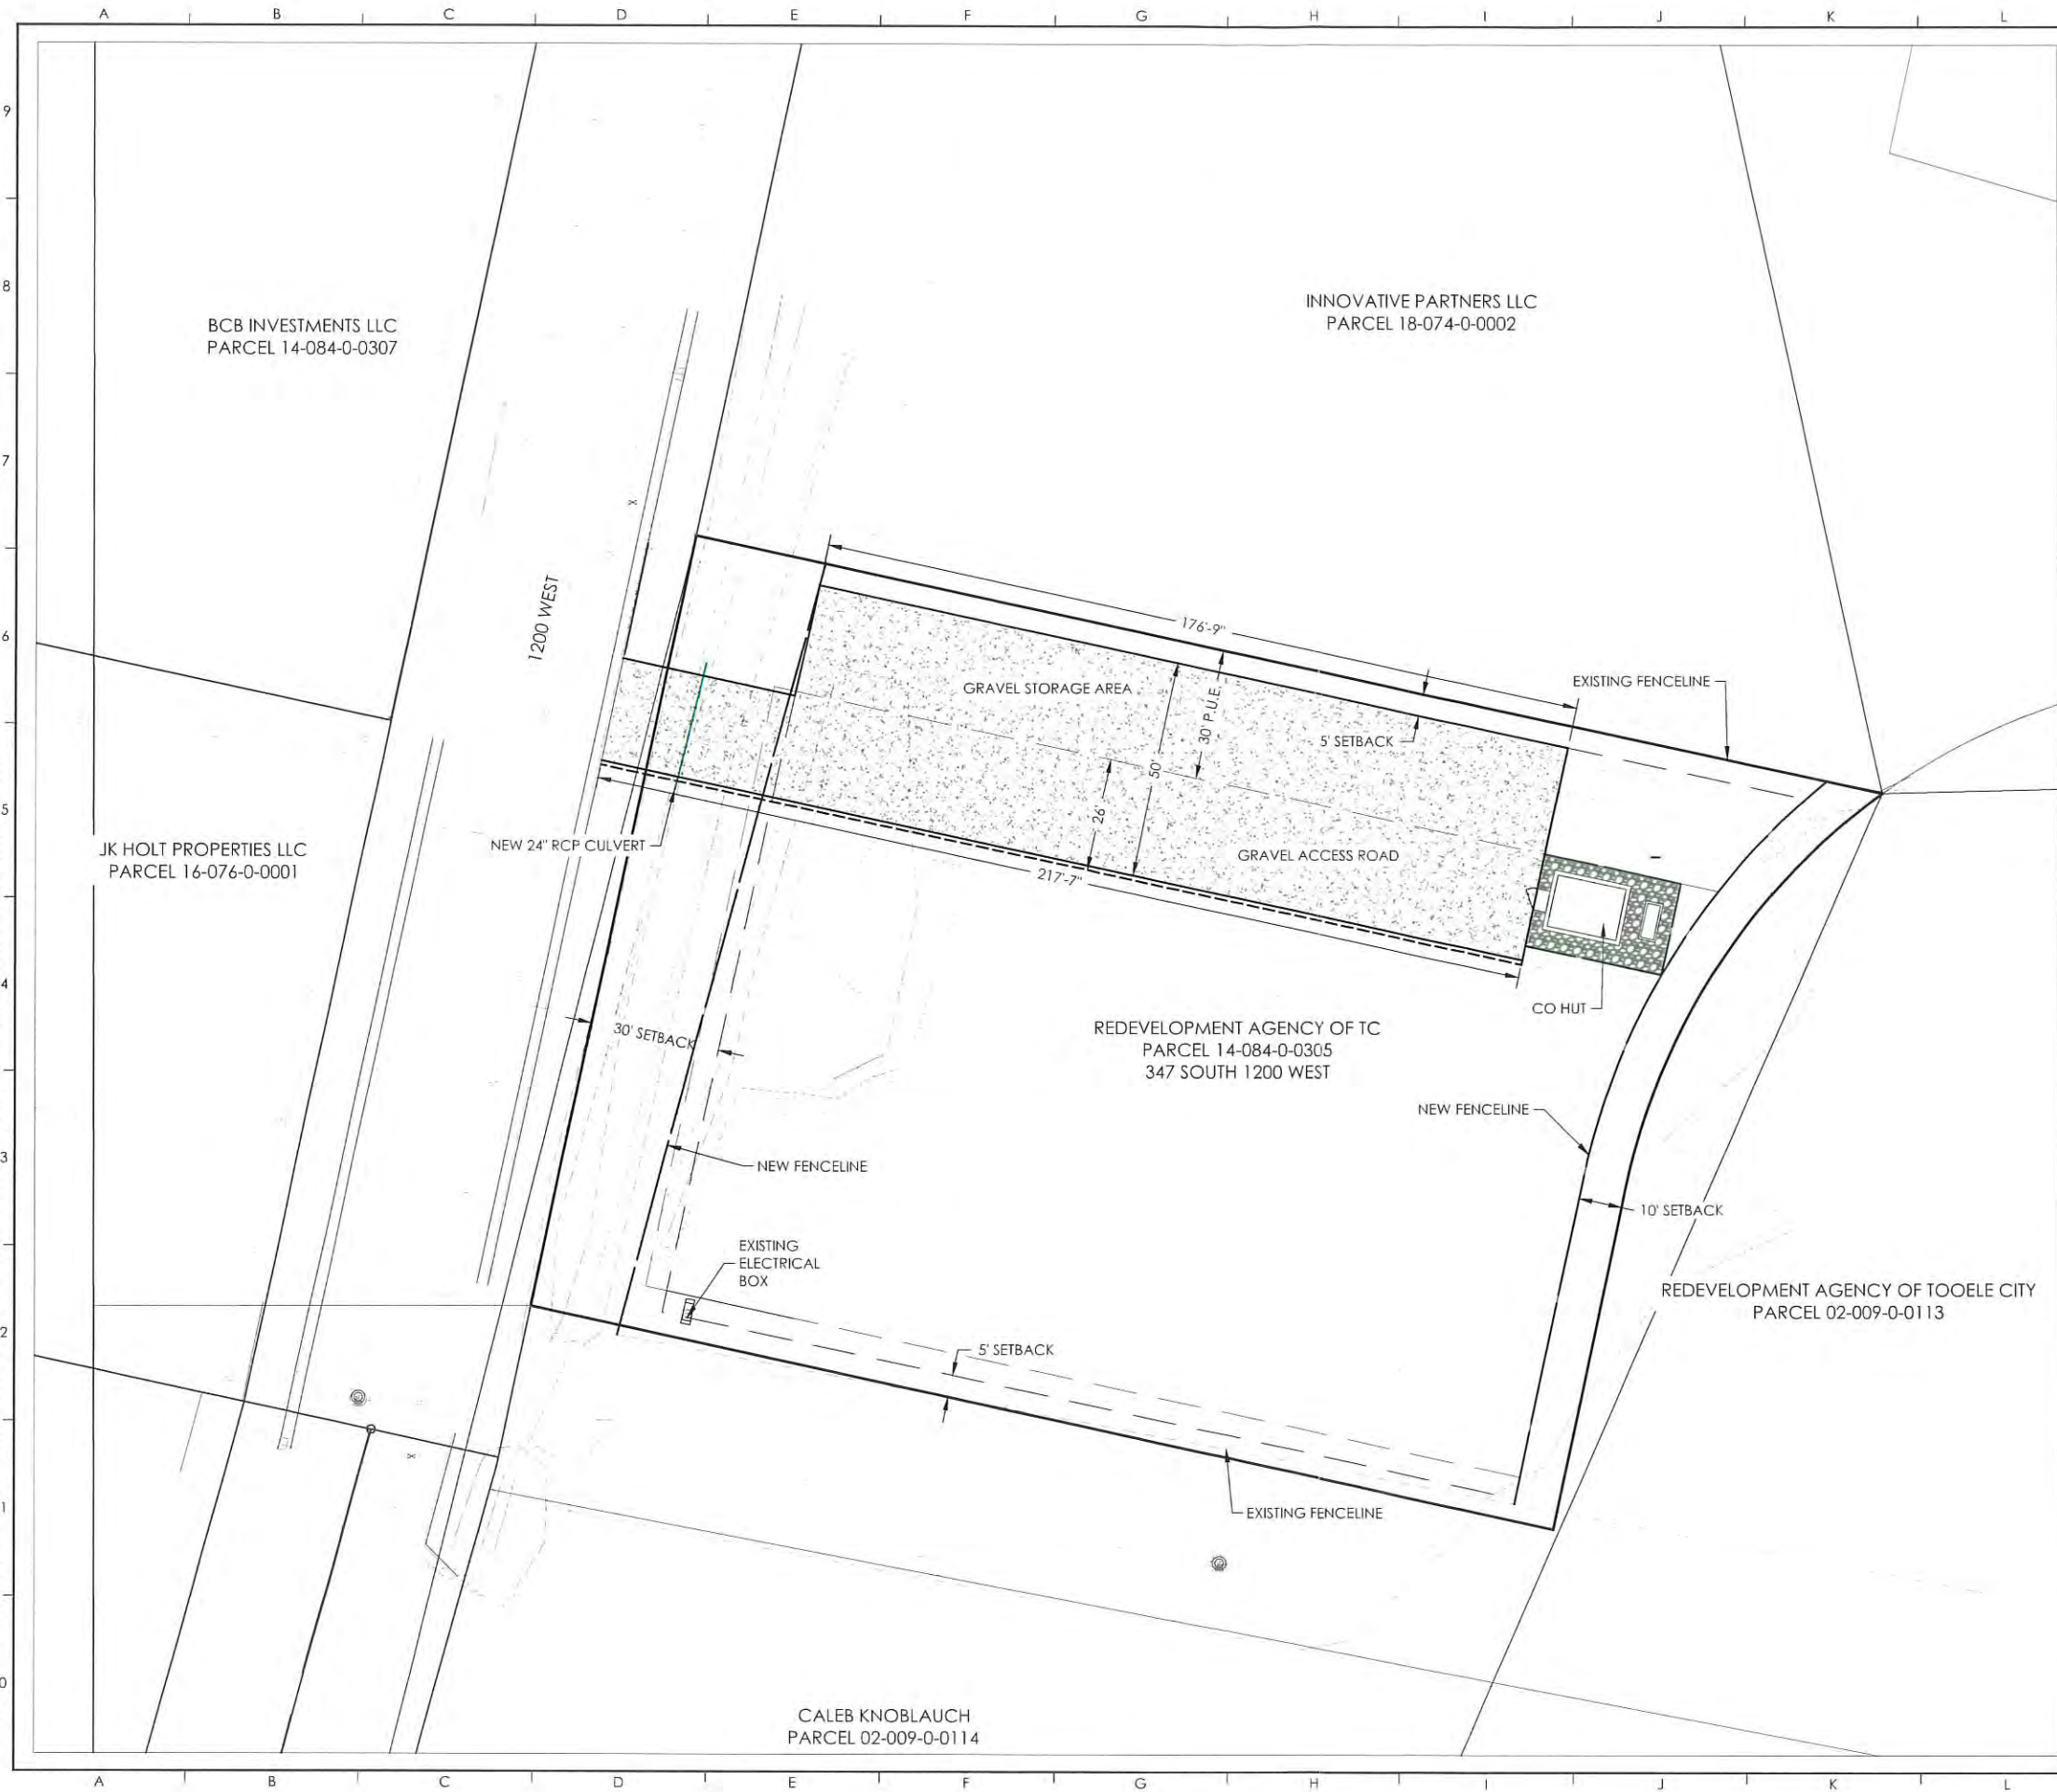 A B C D E F G H I J K L
9
8
7
6
5
4
3
2
1
0
BCB INVESTMENTS LLC
PARCEL 14-084-0-0307
INNOVATIVE PARTNERS LLC
PARCEL 18-074-0-0002
1200 WEST
176'-9"
EXISTING FENCELINE
GRAVEL STORAGE AREA
30' P.U.E.
5' SETBACK
50'
26'
JK HOLT PROPERTIES LLC
PARCEL 16-076-0-0001
NEW 24" RCP CULVERT
GRAVEL ACCESS ROAD
217'-7"
CO HUT
30' SETBACK
REDEVELOPMENT AGENCY OF TC
PARCEL 14-084-0-0305
347 SOUTH 1200 WEST
NEW FENCELINE
NEW FENCELINE
10' SETBACK
EXISTING
ELECTRICAL
BOX
REDEVELOPMENT AGENCY OF TOOELE CITY
PARCEL 02-009-0-0113
5' SETBACK
EXISTING FENCELINE
CALEB KNOBLAUCH
PARCEL 02-009-0-0114
A B C D E F G H I J K L